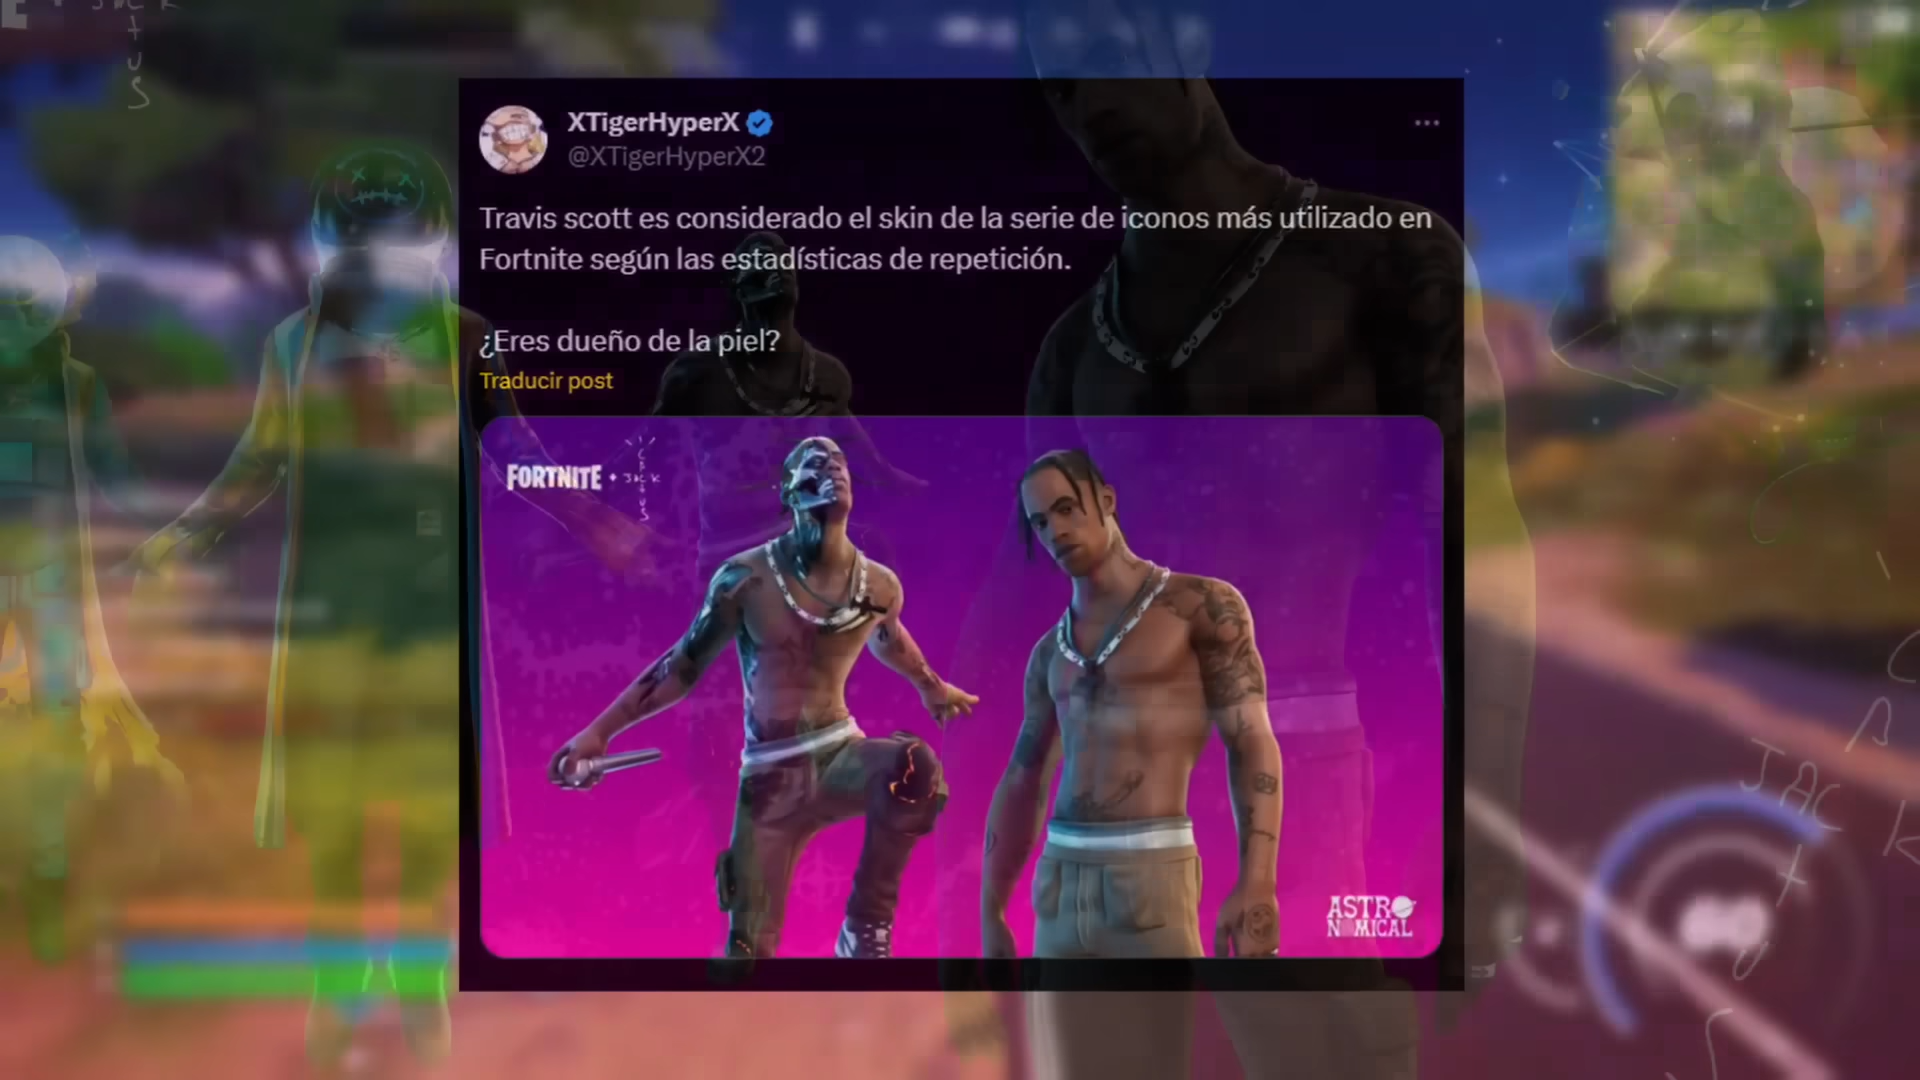 XTigerHyperX
@XTigerHyperX2
Travis scott es considerado el skin de la serie de iconos más utilizado en
Fortnite según las estadísticas de repetición.
¿Eres dueño de la piel?
Traducir post
FORTNITE
ASTRO
NOMICAL
JACK